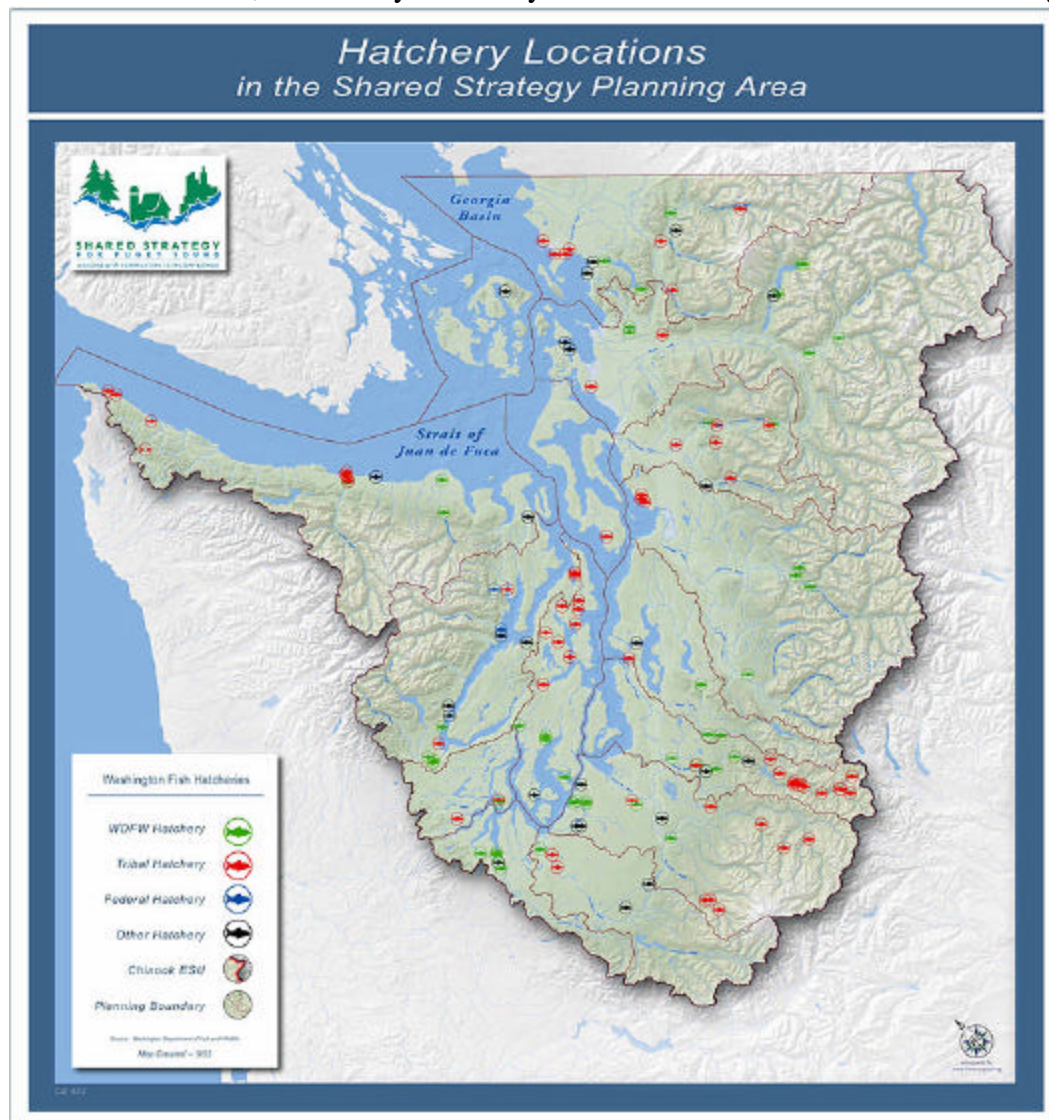 Hatchery Locations
in the Shared Strategy Planning Area
SHARED STRATEGY
FOR PUGET SOUND
Georgia
Basin
Strait of
Juan de Fuca
Washington Fish Hatcheries
WDFW Hatchery
Tribal Hatchery
Federal Hatchery
Other Hatchery
Chinook ESU
Planning Boundary